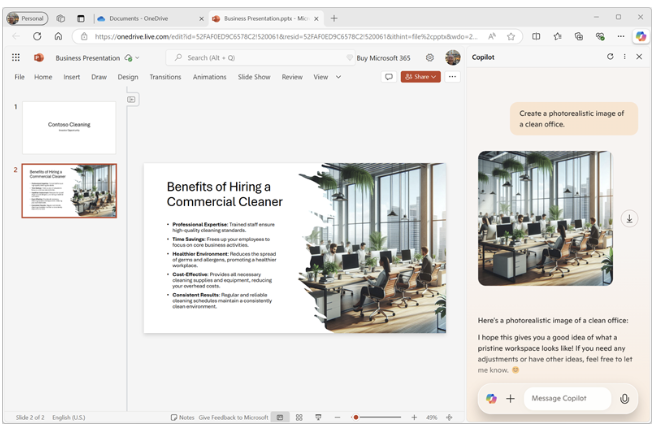 Personal
Documents - OneDrive
Business Presentation.pptx - Micr
https://onedrive.live.com/edit?id=52FAF0ED9C6578C2!520061&resid=52FAF0ED9C6578C2!520061&ithint=file%2cpptx&wdo=2...
Business Presentation
Search (Alt + Q)
Buy Microsoft 365
File Home Insert Draw Design Transitions Animations Slide Show Review View
Share
1
Contoso Cleaning
2
Benefits of Hiring a
Commercial Cleaner
Benefits of Hiring a
Commercial Cleaner
• Professional Expertise: Trained staff ensure
high-quality cleaning standards.
• Time Savings: Frees up your employees to
focus on core business activities.
• Healthier Environment: Reduces the spread
of germs and allergens, promoting a healthier
workplace.
• Cost-Effective: Provides all necessary
cleaning supplies and equipment, reducing
your overhead costs.
• Consistent Results: Regular and reliable
cleaning schedules maintain a consistently
clean environment.
Copilot
Create a photorealistic image of
a clean office.
Here's a photorealistic image of a clean office:
I hope this gives you a good idea of what a
pristine workspace looks like! If you need any
adjustments or have other ideas, feel free to let
me know. 😊
Message Copilot
Slide 2 of 2 English (U.S.)
Notes Give Feedback to Microsoft
49%